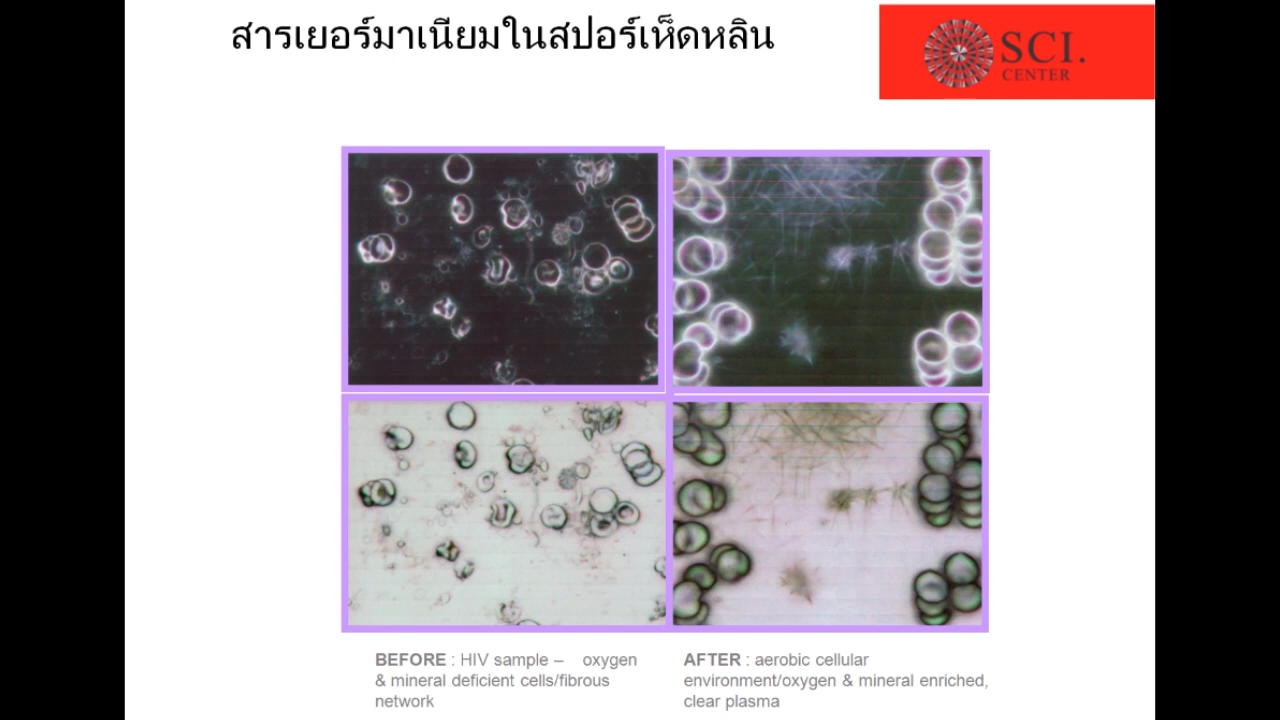 สารเยอร์มาเนียมในสปอร์เห็ดหลิน
SCI.
CENTER
BEFORE : HIV sample – oxygen
& mineral deficient cells/fibrous
network
AFTER : aerobic cellular
environment/oxygen & mineral enriched,
clear plasma